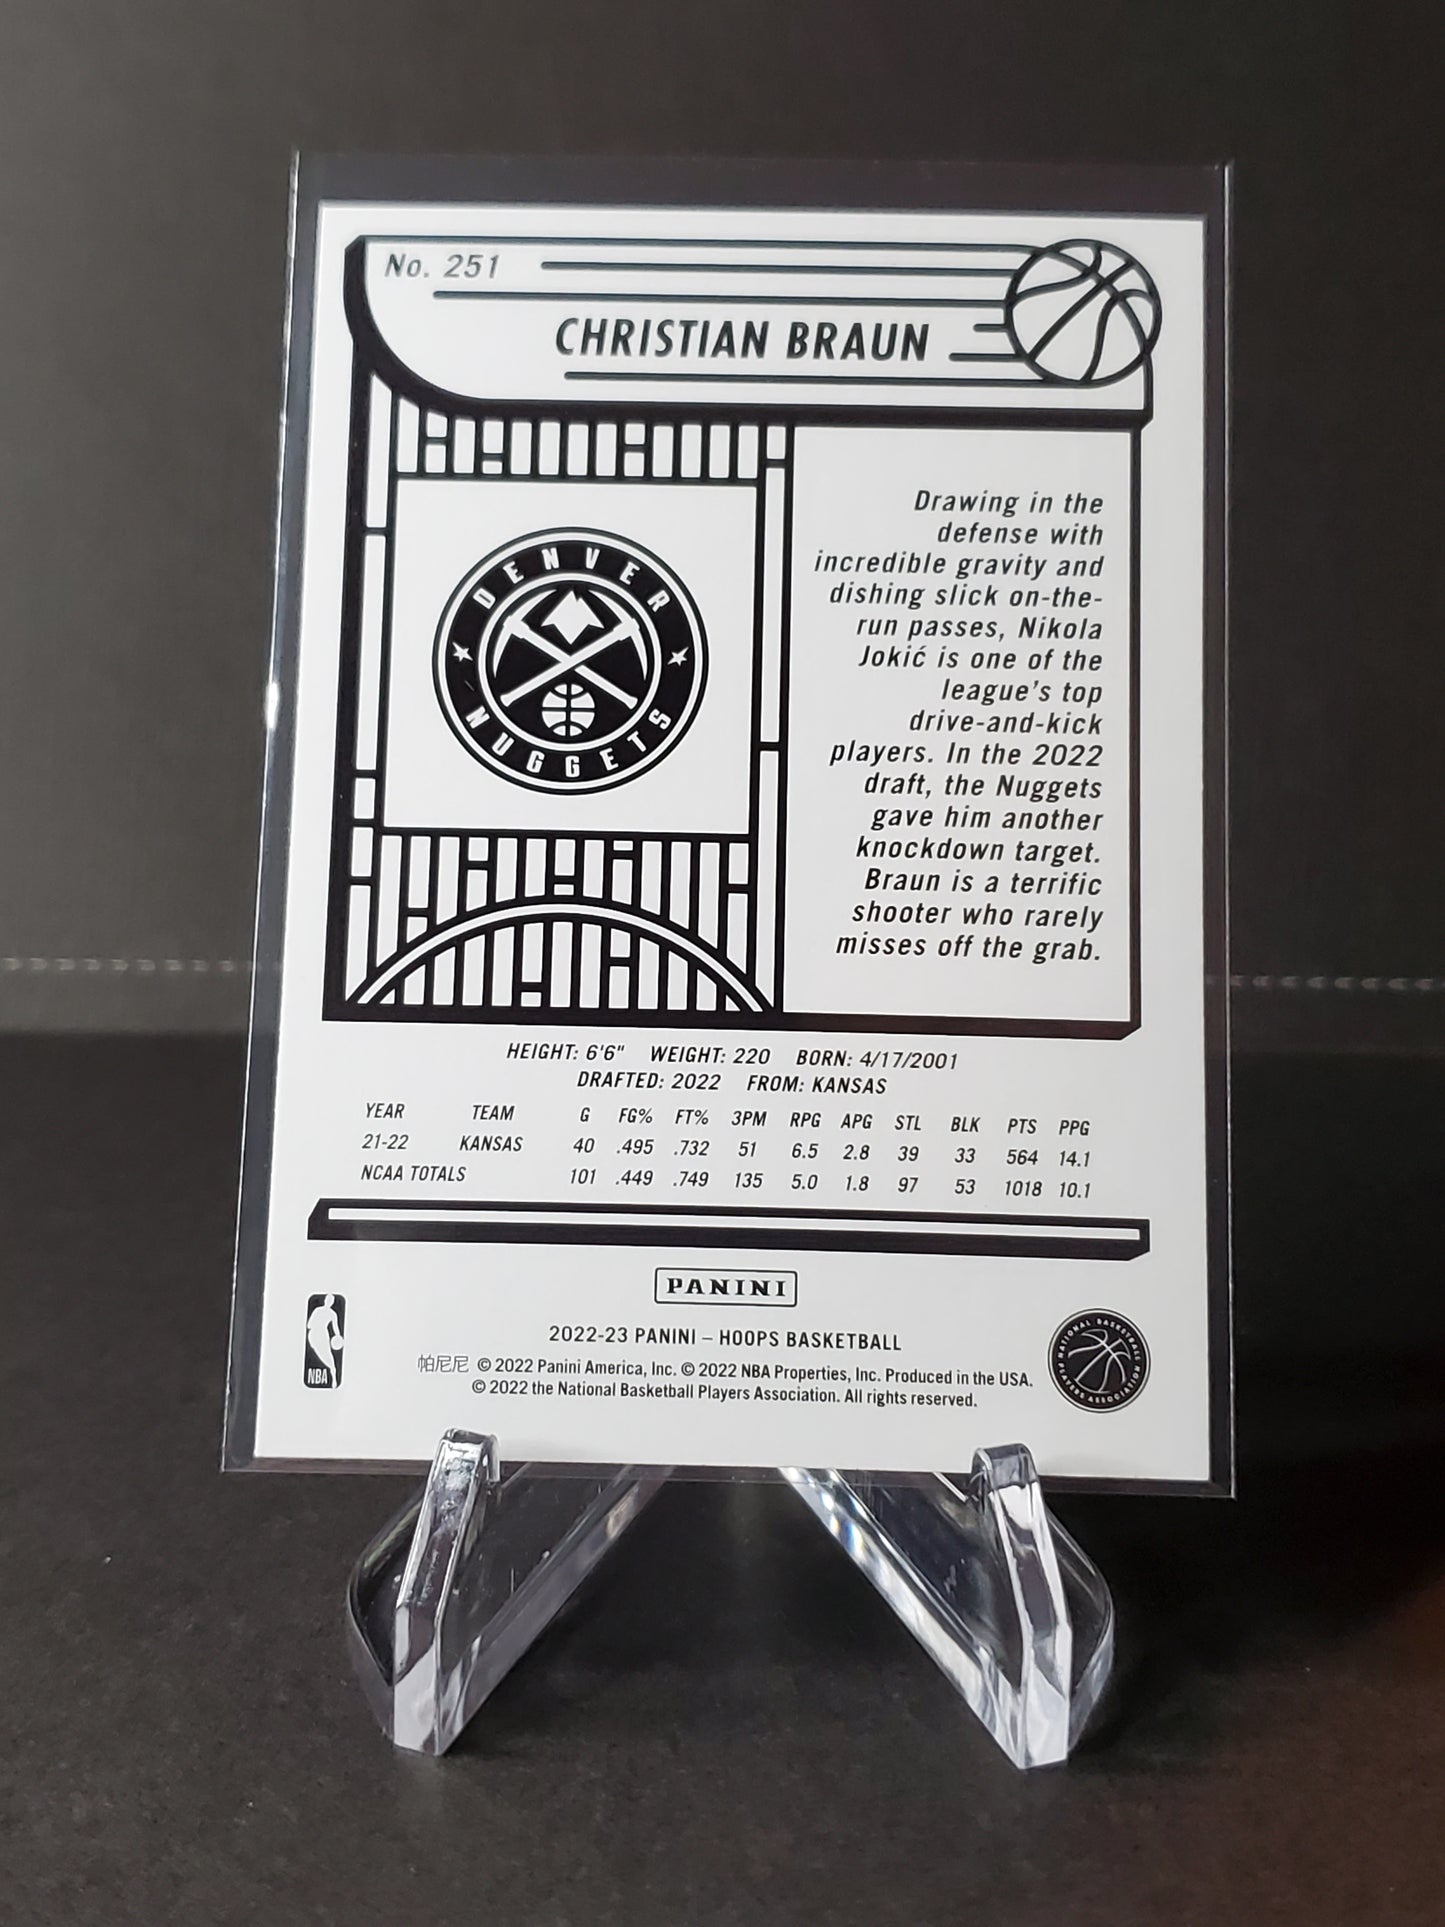 No. 251
CHRISTIAN BRAUN
DENVER
NUGGETS
Drawing in the
defense with
incredible gravity and
dishing slick on-the-
run passes, Nikola
Jokić is one of the
league's top
drive-and-kick
players. In the 2022
draft, the Nuggets
gave him another
knockdown target.
Braun is a terrific
shooter who rarely
misses off the grab.
HEIGHT: 6'6" WEIGHT: 220 BORN: 4/17/2001
DRAFTED: 2022 FROM: KANSAS
YEAR TEAM G FG% FT% 3PM RPG APG STL BLK PTS PPG
21-22 KANSAS 40 .495 .732 51 6.5 2.8 39 33 564 14.1
NCAA TOTALS 101 .449 .749 135 5.0 1.8 97 53 1018 10.1
PANINI
2022-23 PANINI – HOOPS BASKETBALL
帕尼尼 © 2022 Panini America, Inc. © 2022 NBA Properties, Inc. Produced in the USA.
© 2022 the National Basketball Players Association. All rights reserved.
NBA
NATIONAL BASKETBALL
PLAYERS ASSOCIATION